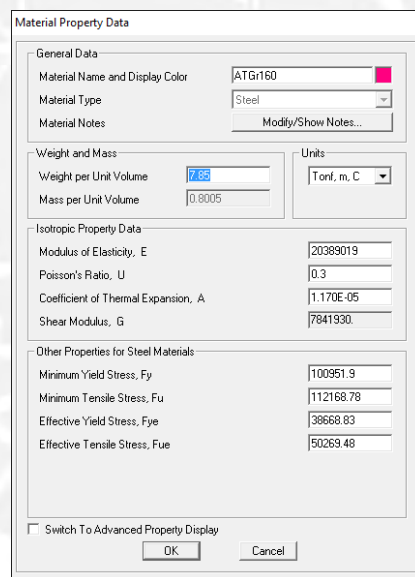 Material Property Data
General Data
Material Name and Display Color ATGr160
Material Type Steel
Material Notes Modify/Show Notes...
Weight and Mass
Weight per Unit Volume 7.85
Mass per Unit Volume 0.8005
Units
Tonf, m, C
Isotropic Property Data
Modulus of Elasticity, E 20389019
Poisson's Ratio, U 0.3
Coefficient of Thermal Expansion, A 1.170E-05
Shear Modulus, G 7841930.
Other Properties for Steel Materials
Minimum Yield Stress, Fy 100951.9
Minimum Tensile Stress, Fu 112168.78
Effective Yield Stress, Fye 38668.83
Effective Tensile Stress, Fue 50269.48
Switch To Advanced Property Display
OK Cancel